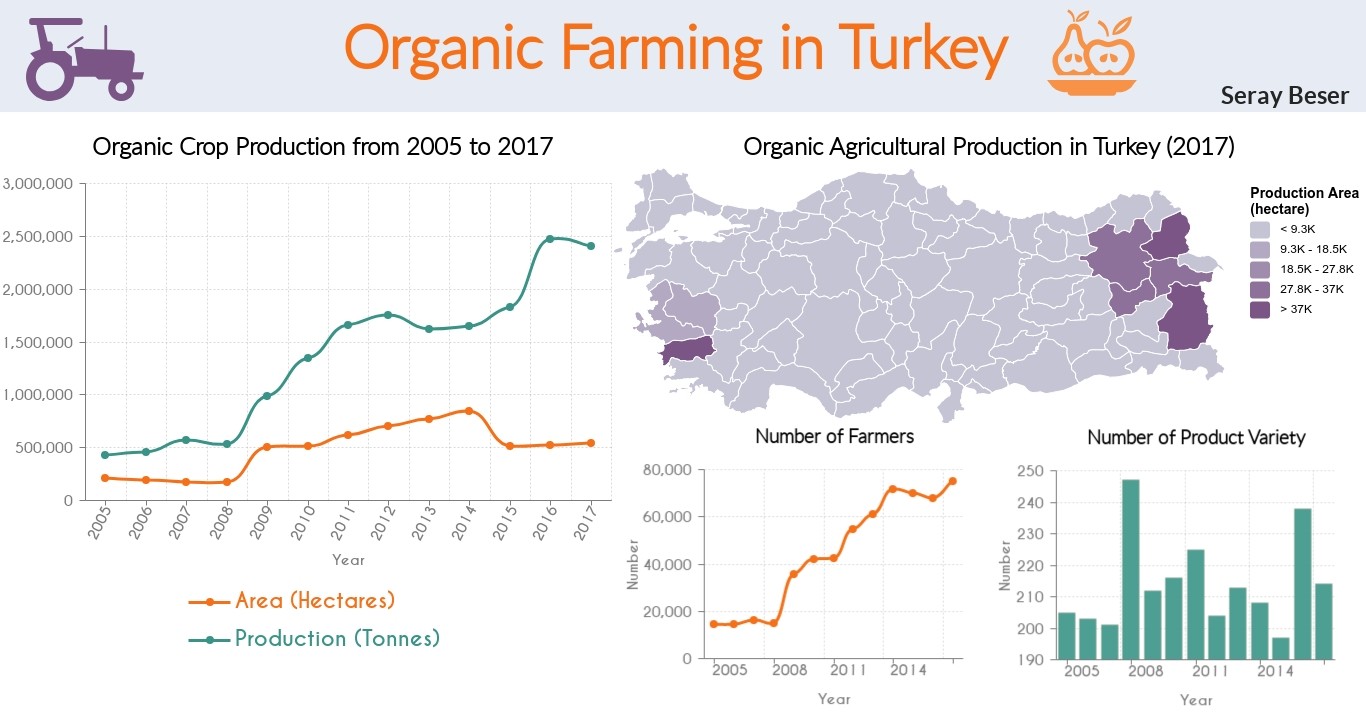 Organic Farming in Turkey
Seray Beser
Organic Crop Production from 2005 to 2017
3,000,000
2,500,000
2,000,000
1,500,000
1,000,000
500,000
0
2005
2006
2007
2008
2009
2010
2011
2012
2013
2014
2015
2016
2017
Year
Area (Hectares)
Production (Tonnes)
Organic Agricultural Production in Turkey (2017)
Production Area
(hectare)
< 9.3K
9.3K - 18.5K
18.5K - 27.8K
27.8K - 37K
> 37K
Number of Farmers
80,000
60,000
40,000
20,000
0
Number
2005
2008
2011
2014
Year
Number of Product Variety
250
240
230
220
210
200
190
Number
2005
2008
2011
2014
Year